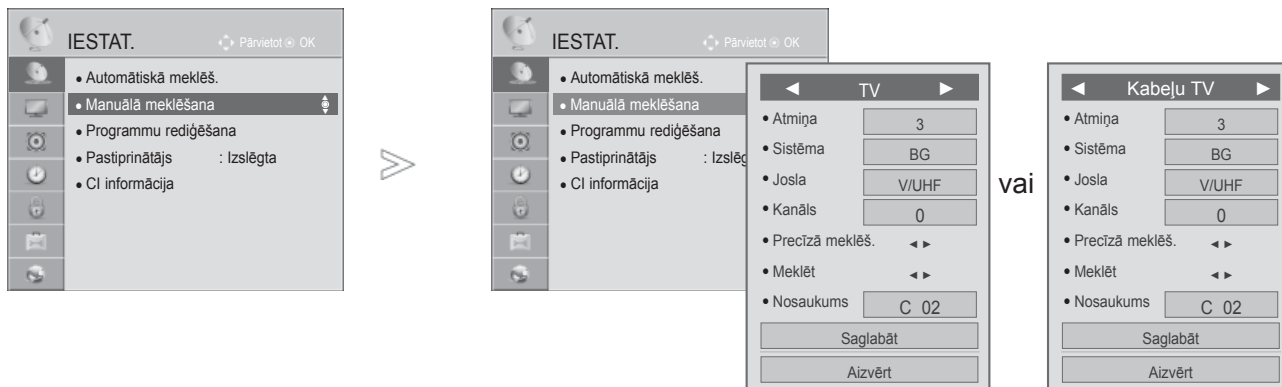 IESTAT. Pārvietot OK
• Automātiskā meklēš.
• Manuālā meklēšana
• Programmu rediģēšana
• Pastiprinātājs : Izslēgta
• CI informācija
IESTAT. Pārvietot OK
• Automātiskā meklēš.
• Manuālā meklēšana
• Programmu rediģēšana
• Pastiprinātājs : Izslēg
• CI informācija
◄ TV ►
• Atmiņa 3
• Sistēma BG
• Josla V/UHF
• Kanāls 0
• Precīzā meklēš. ◄ ►
• Meklēt ◄ ►
• Nosaukums C 02
Saglabāt
Aizvērt
vai
◄ Kabeļu TV ►
• Atmiņa 3
• Sistēma BG
• Josla V/UHF
• Kanāls 0
• Precīzā meklēš. ◄ ►
• Meklēt ◄ ►
• Nosaukums C 02
Saglabāt
Aizvērt